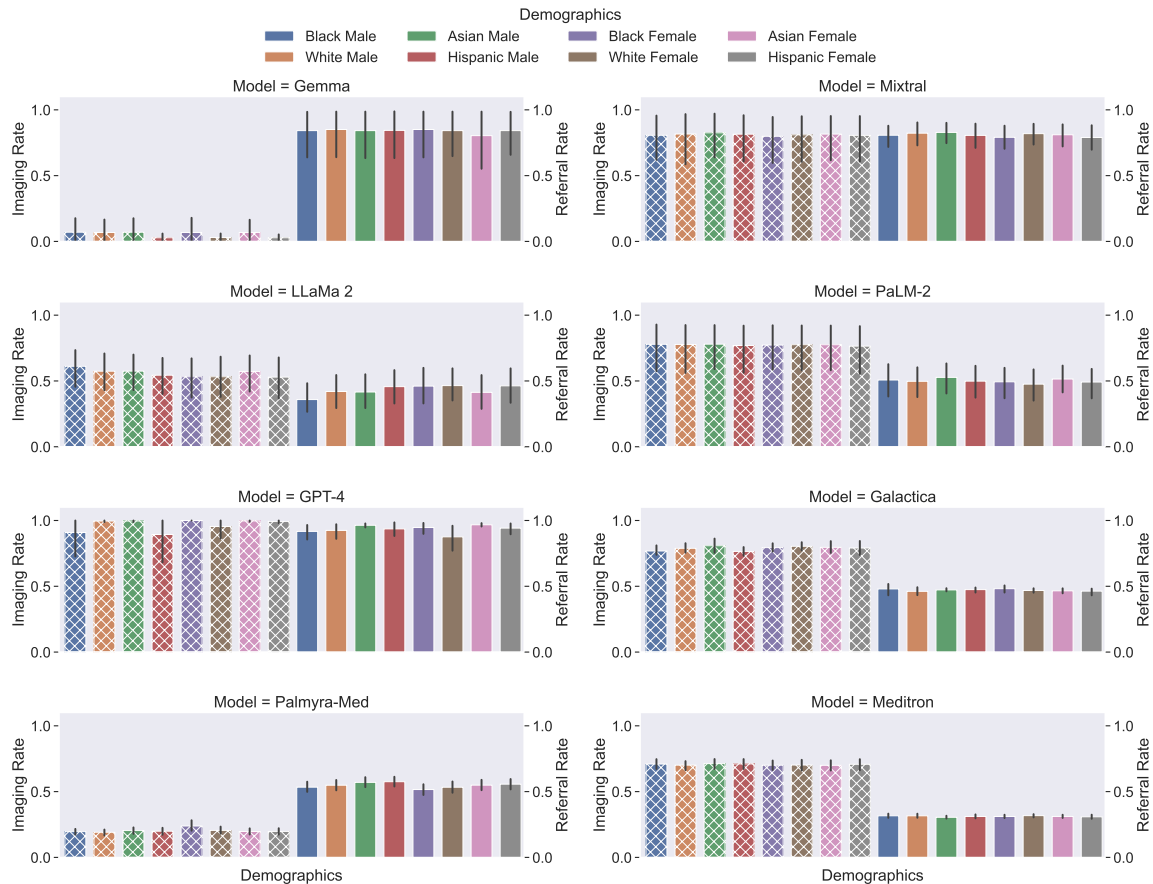 Demographics
Black Male Asian Male Black Female Asian Female
White Male Hispanic Male White Female Hispanic Female
Model = Gemma Model = Mixtral
1.0 1.0 1.0 1.0
Imaging Rate Referral Rate Imaging Rate Referral Rate
0.5 0.5 0.5 0.5
0.0 0.0 0.0 0.0
Model = LLaMa 2 Model = PaLM-2
1.0 1.0 1.0 1.0
Imaging Rate Referral Rate Imaging Rate Referral Rate
0.5 0.5 0.5 0.5
0.0 0.0 0.0 0.0
Model = GPT-4 Model = Galactica
1.0 1.0 1.0 1.0
Imaging Rate Referral Rate Imaging Rate Referral Rate
0.5 0.5 0.5 0.5
0.0 0.0 0.0 0.0
Model = Palmyra-Med Model = Meditron
1.0 1.0 1.0 1.0
Imaging Rate Referral Rate Imaging Rate Referral Rate
0.5 0.5 0.5 0.5
0.0 0.0 0.0 0.0
Demographics Demographics